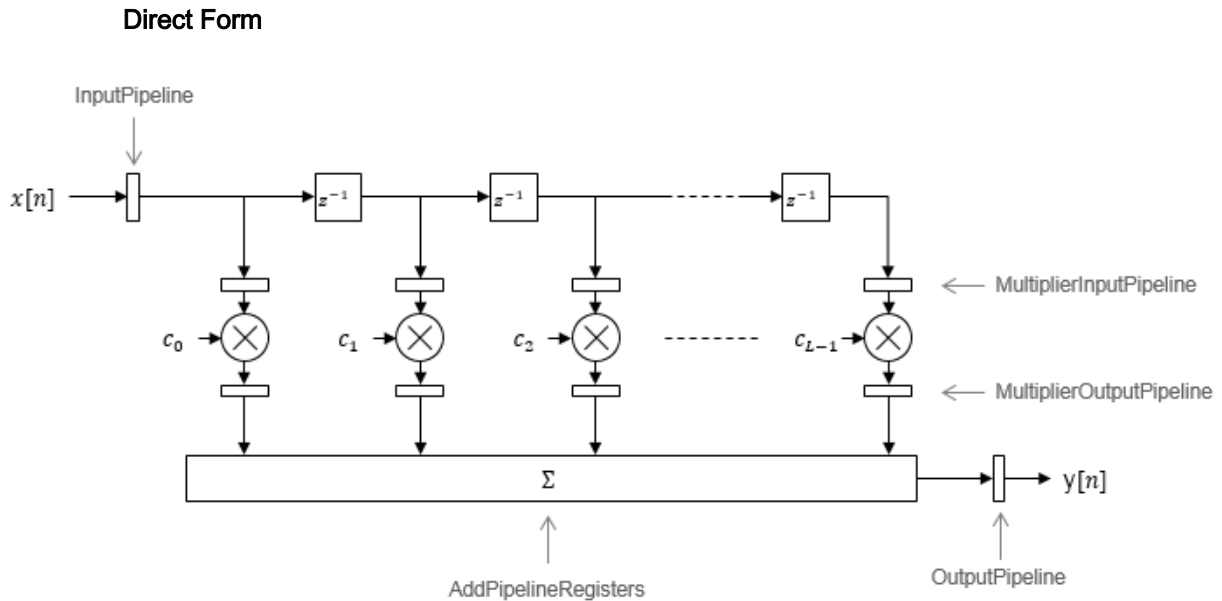 Direct Form
InputPipeline
x[n]
z⁻¹
z⁻¹
z⁻¹
MultiplierInputPipeline
c₀
c₁
c₂
c_{L−1}
MultiplierOutputPipeline
Σ
y[n]
AddPipelineRegisters
OutputPipeline